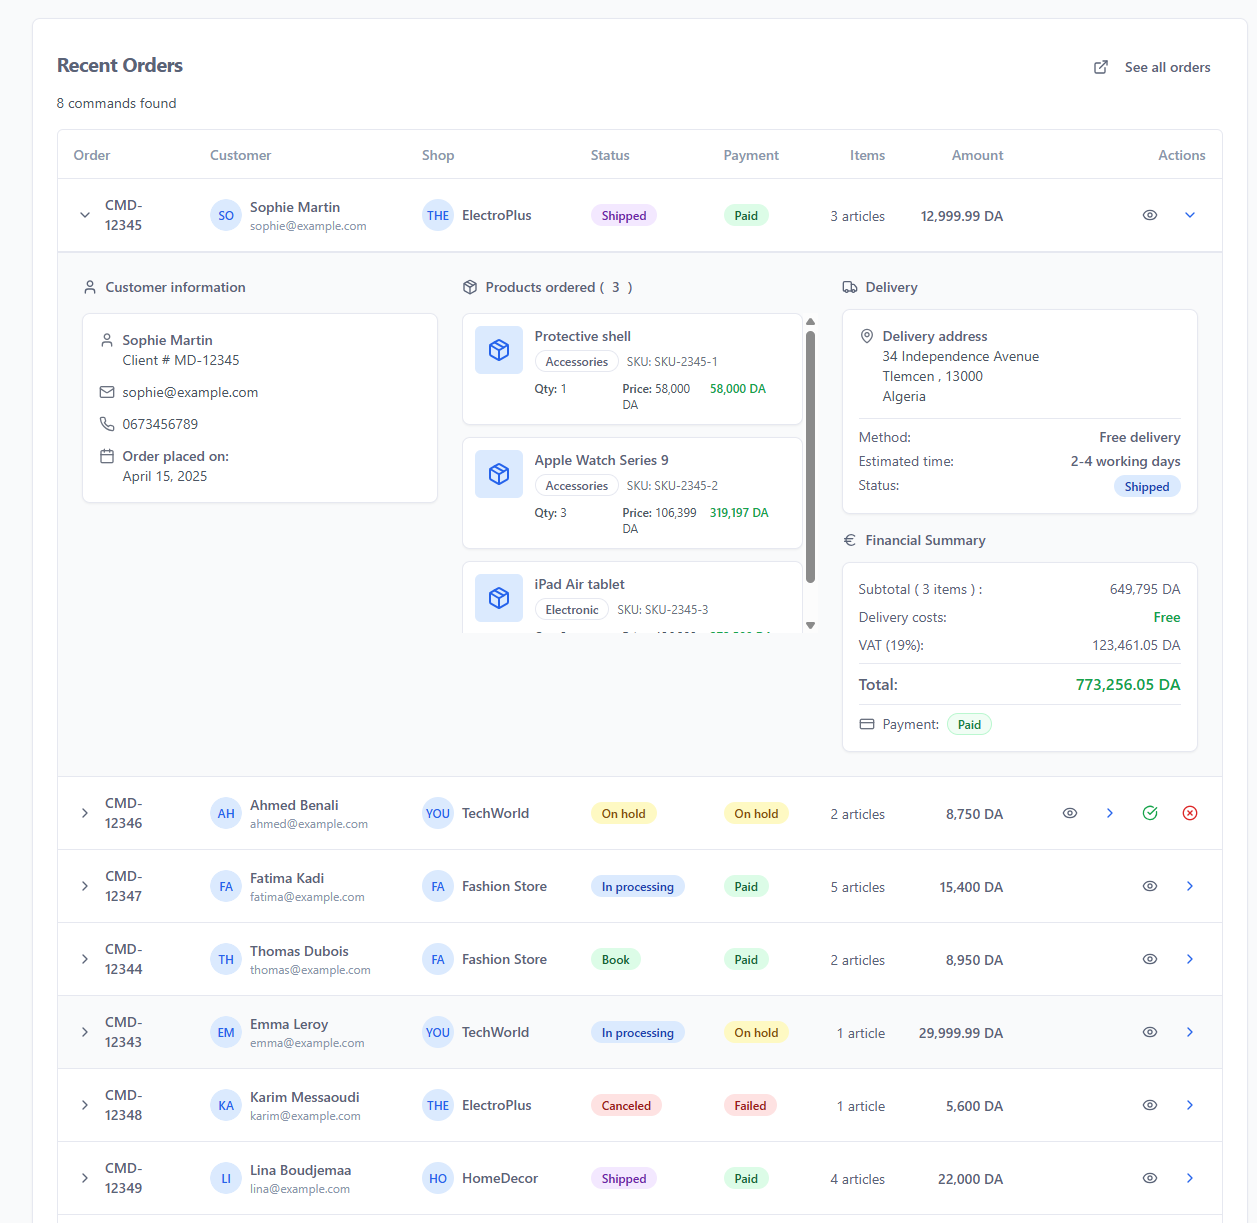 Recent Orders
See all orders
8 commands found
Order Customer Shop Status Payment Items Amount Actions
CMD-
12345
SO
Sophie Martin
sophie@example.com
THE ElectroPlus
Shipped
Paid
3 articles
12,999.99 DA
Customer information
Sophie Martin
Client # MD-12345
sophie@example.com
0673456789
Order placed on:
April 15, 2025
Products ordered ( 3 )
Protective shell
Accessories SKU: SKU-2345-1
Qty: 1 Price: 58,000 58,000 DA
DA
Apple Watch Series 9
Accessories SKU: SKU-2345-2
Qty: 3 Price: 106,399 319,197 DA
DA
iPad Air tablet
Electronic SKU: SKU-2345-3
Delivery
Delivery address
34 Independence Avenue
Tlemcen , 13000
Algeria
Method: Free delivery
Estimated time: 2-4 working days
Status: Shipped
Financial Summary
Subtotal ( 3 items ) : 649,795 DA
Delivery costs: Free
VAT (19%): 123,461.05 DA
Total: 773,256.05 DA
Payment: Paid
CMD-
12346
AH
Ahmed Benali
ahmed@example.com
YOU TechWorld
On hold
On hold
2 articles
8,750 DA
CMD-
12347
FA
Fatima Kadi
fatima@example.com
FA Fashion Store
In processing
Paid
5 articles
15,400 DA
CMD-
12344
TH
Thomas Dubois
thomas@example.com
FA Fashion Store
Book
Paid
2 articles
8,950 DA
CMD-
12343
EM
Emma Leroy
emma@example.com
YOU TechWorld
In processing
On hold
1 article
29,999.99 DA
CMD-
12348
KA
Karim Messaoudi
karim@example.com
THE ElectroPlus
Canceled
Failed
1 article
5,600 DA
CMD-
12349
LI
Lina Boudjemaa
lina@example.com
HO HomeDecor
Shipped
Paid
4 articles
22,000 DA